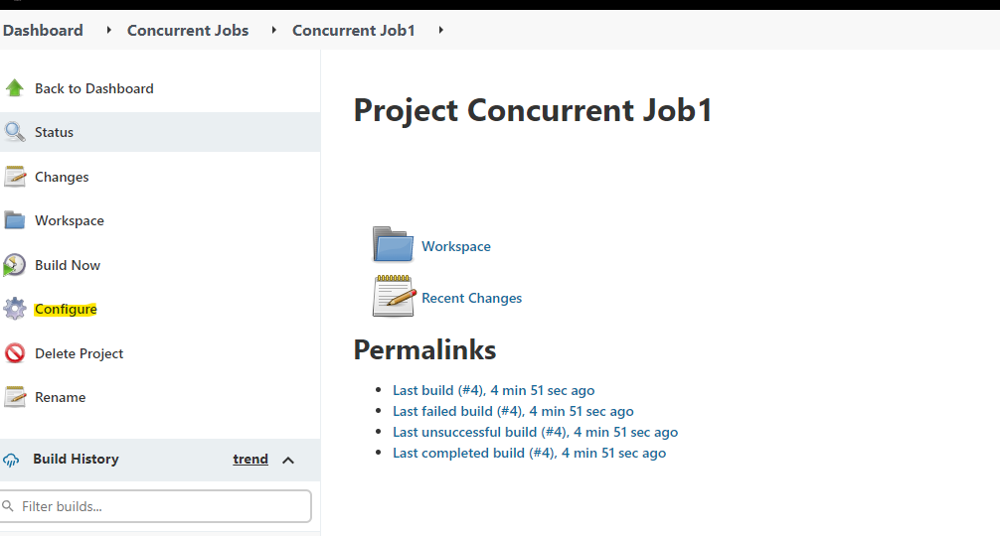 Dashboard Concurrent Jobs Concurrent Job1
Back to Dashboard
Status
Changes
Workspace
Build Now
Configure
Delete Project
Rename
Build History trend
Filter builds...
Project Concurrent Job1
Workspace
Recent Changes
Permalinks
Last build (#4), 4 min 51 sec ago
Last failed build (#4), 4 min 51 sec ago
Last unsuccessful build (#4), 4 min 51 sec ago
Last completed build (#4), 4 min 51 sec ago